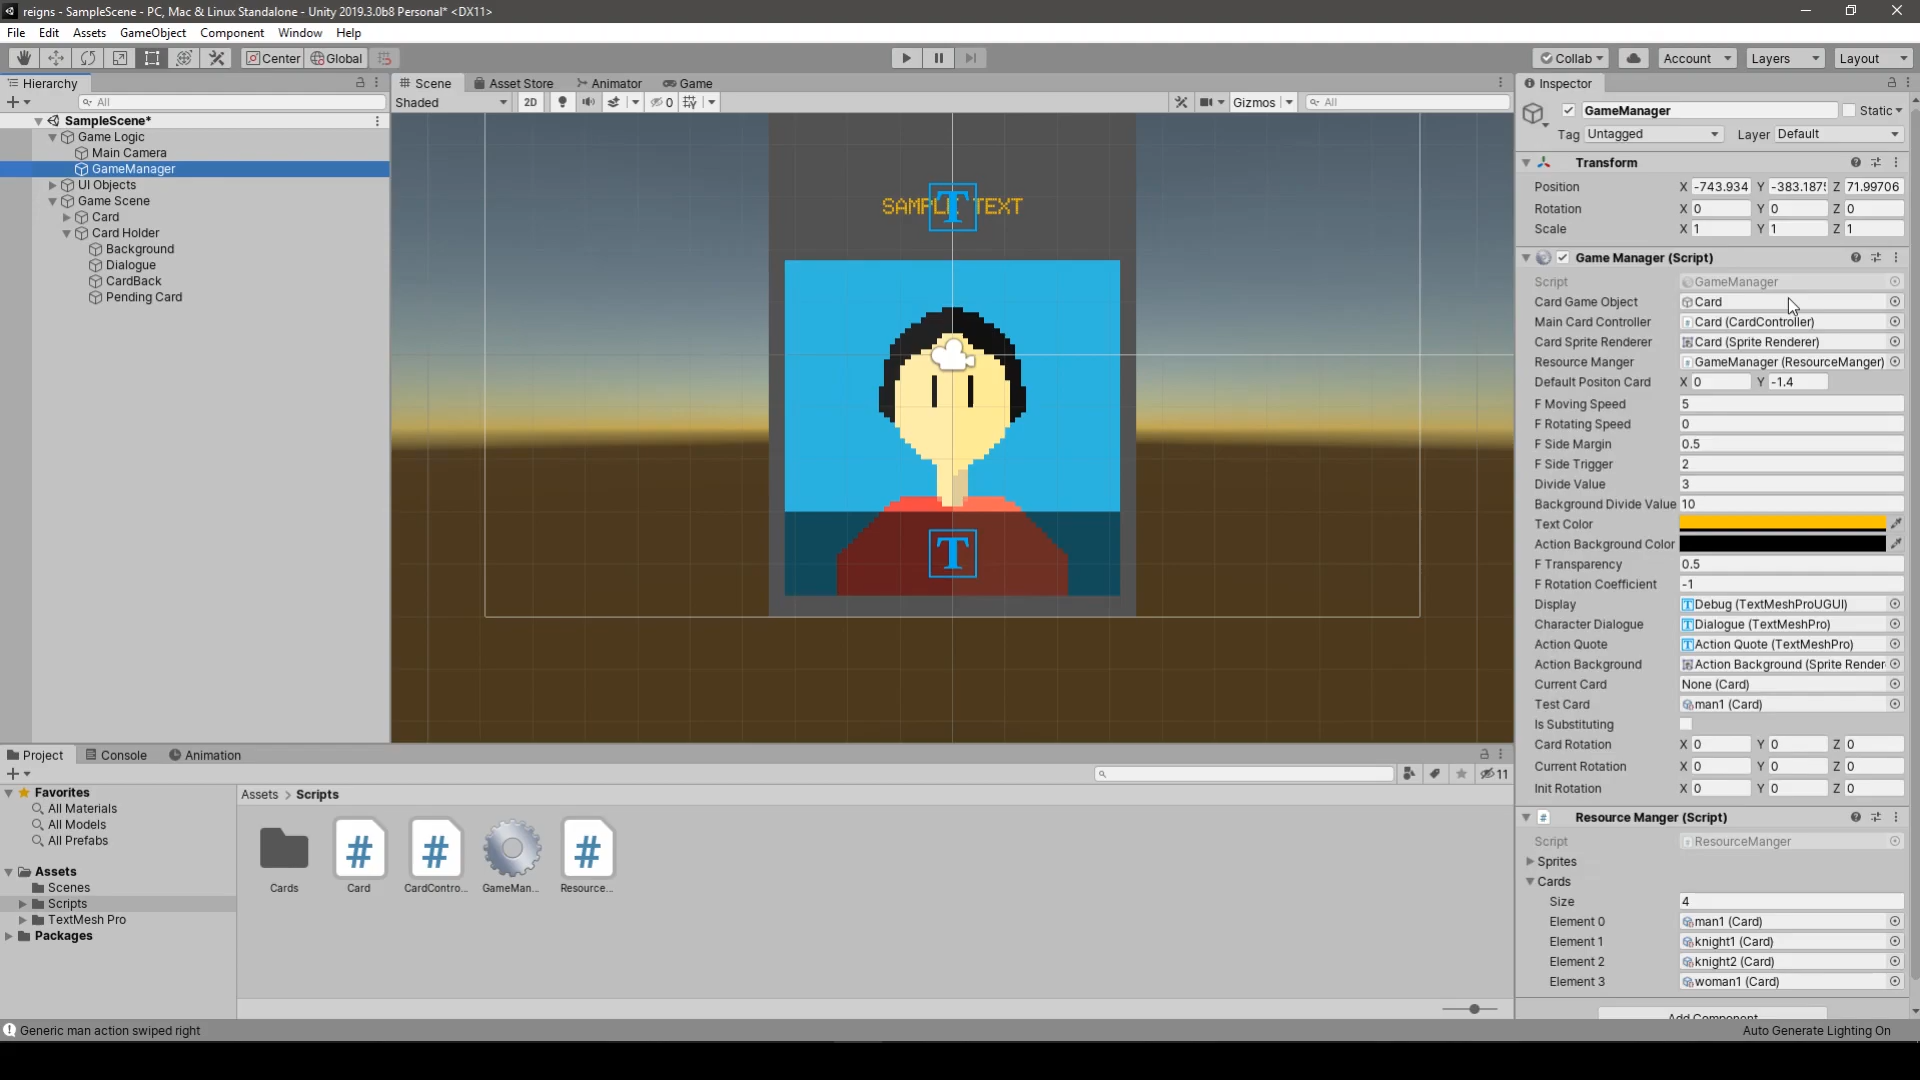 reigns - SampleScene - PC, Mac & Linux Standalone - Unity 2019.3.0b8 Personal* <DX11>
File Edit Assets GameObject Component Window Help
Center Global Collab Account Layers Layout
Hierarchy
All
SampleScene*
Game Logic
Main Camera
GameManager
UI Objects
Game Scene
Card
Card Holder
Background
Dialogue
CardBack
Pending Card
Scene Asset Store Animator Game
Shaded 2D 0 Gizmos All
SAMPLE TEXT
T
T
Inspector
GameManager Static
Tag Untagged Layer Default
Transform
Position X -743.934 Y -383.187 Z 71.99706
Rotation X 0 Y 0 Z 0
Scale X 1 Y 1 Z 1
Game Manager (Script)
Script GameManager
Card Game Object Card
Main Card Controller Card (CardController)
Card Sprite Renderer Card (Sprite Renderer)
Resource Manger GameManager (ResourceManger)
Default Positon Card X 0 Y -1.4
F Moving Speed 5
F Rotating Speed 0
F Side Margin 0.5
F Side Trigger 2
Divide Value 3
Background Divide Value 10
Text Color
Action Background Color
F Transparency 0.5
F Rotation Coefficient -1
Display Debug (TextMeshProUGUI)
Character Dialogue Dialogue (TextMeshPro)
Action Quote Action Quote (TextMeshPro)
Action Background Action Background (Sprite Render
Current Card None (Card)
Test Card man1 (Card)
Is Substituting
Card Rotation X 0 Y 0 Z 0
Current Rotation X 0 Y 0 Z 0
Init Rotation X 0 Y 0 Z 0
Resource Manger (Script)
Script ResourceManger
Sprites
Cards
Size 4
Element 0 man1 (Card)
Element 1 knight1 (Card)
Element 2 knight2 (Card)
Element 3 woman1 (Card)
Add Component
Project Console Animation
11
Favorites
All Materials
All Models
All Prefabs
Assets
Scenes
Scripts
TextMesh Pro
Packages
Assets > Scripts
Cards Card CardContro... GameMan... Resource...
Generic man action swiped right
Auto Generate Lighting On